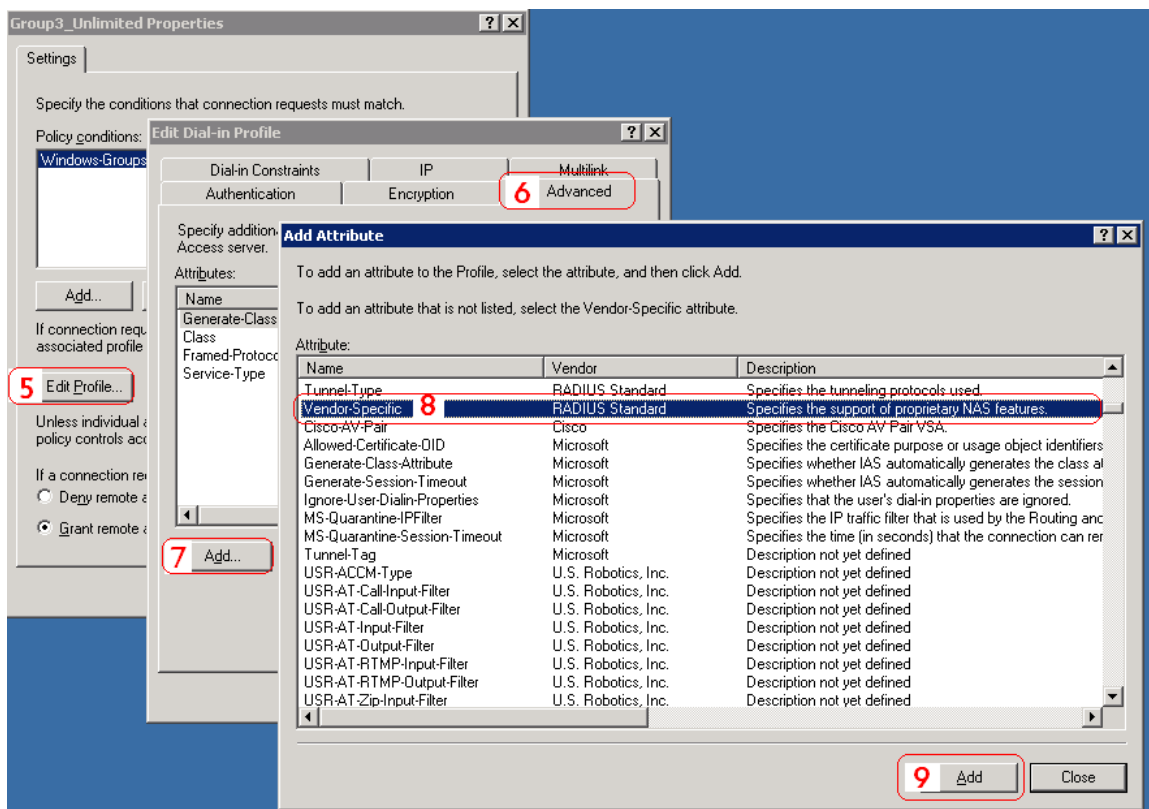 Group3_Unlimited Properties
Settings
Specify the conditions that connection requests must match.
Policy conditions:
Windows-Groups
Add...
If connection requ
associated profile
5 Edit Profile...
Unless individual a
policy controls acc
If a connection re
Deny remote a
Grant remote a
Edit Dial-in Profile
Dial-in Constraints IP Multilink
Authentication Encryption 6 Advanced
Specify addition
Access server.
Attributes:
Name
Generate-Class
Class
Framed-Protoco
Service-Type
7 Add...
Add Attribute
To add an attribute to the Profile, select the attribute, and then click Add.
To add an attribute that is not listed, select the Vendor-Specific attribute.
Attribute:
Name Vendor Description
Tunnel-Type RADIUS Standard Specifies the tunneling protocols used.
Vendor-Specific 8 RADIUS Standard Specifies the support of proprietary NAS features.
Cisco-AV-Pair Cisco Specifies the Cisco AV Pair VSA.
Allowed-Certificate-OID Microsoft Specifies the certificate purpose or usage object identifiers
Generate-Class-Attribute Microsoft Specifies whether IAS automatically generates the class at
Generate-Session-Timeout Microsoft Specifies whether IAS automatically generates the session
Ignore-User-Dialin-Properties Microsoft Specifies that the user's dial-in properties are ignored.
MS-Quarantine-IPFilter Microsoft Specifies the IP traffic filter that is used by the Routing and
MS-Quarantine-Session-Timeout Microsoft Specifies the time (in seconds) that the connection can rer
Tunnel-Tag Microsoft Description not yet defined
USR-ACCM-Type U.S. Robotics, Inc. Description not yet defined
USR-AT-Call-Input-Filter U.S. Robotics, Inc. Description not yet defined
USR-AT-Call-Output-Filter U.S. Robotics, Inc. Description not yet defined
USR-AT-Input-Filter U.S. Robotics, Inc. Description not yet defined
USR-AT-Output-Filter U.S. Robotics, Inc. Description not yet defined
USR-AT-RTMP-Input-Filter U.S. Robotics, Inc. Description not yet defined
USR-AT-RTMP-Output-Filter U.S. Robotics, Inc. Description not yet defined
USR-AT-Zip-Input-Filter U.S. Robotics, Inc. Description not yet defined
9 Add Close